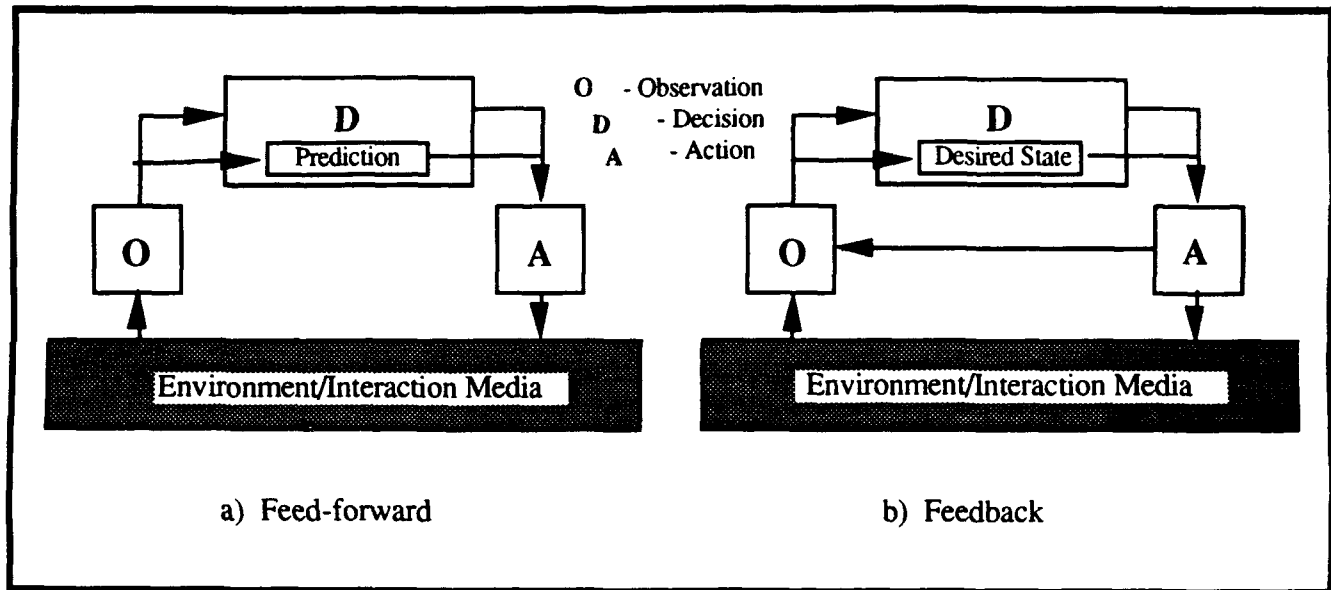 D
Prediction
O
A
Environment/Interaction Media
a) Feed-forward
O - Observation
D - Decision
A - Action
D
Desired State
O
A
Environment/Interaction Media
b) Feedback